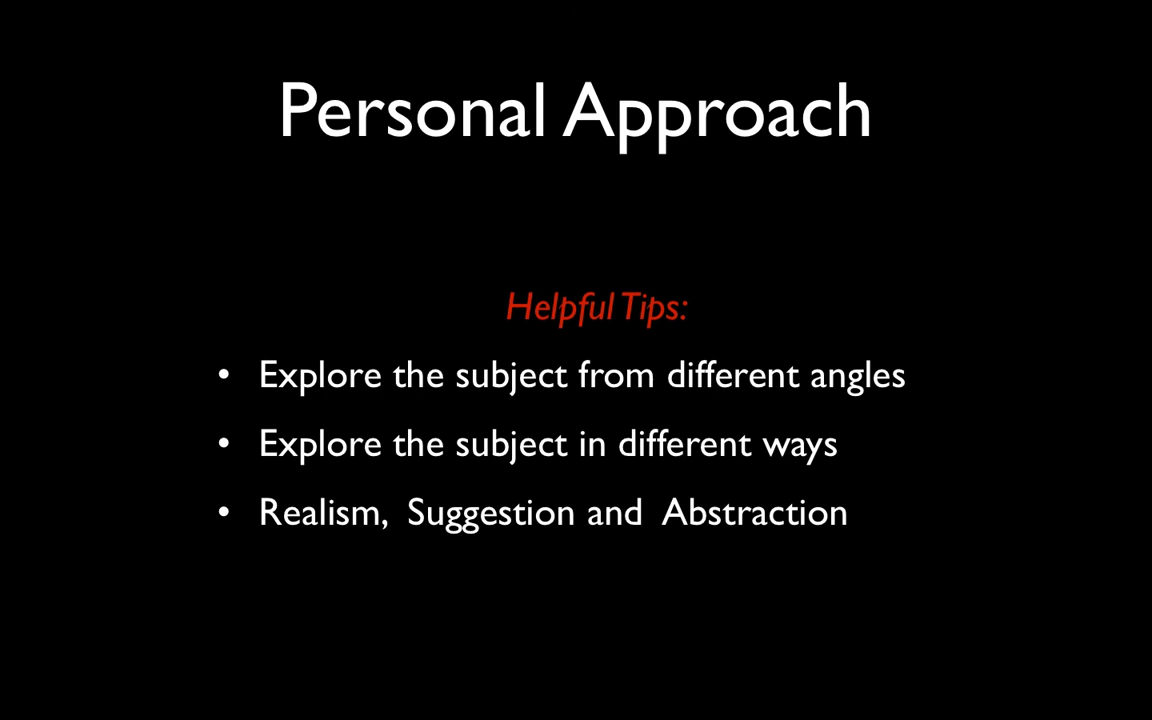 Personal Approach
Helpful Tips:
• Explore the subject from different angles
• Explore the subject in different ways
• Realism,  Suggestion and  Abstraction